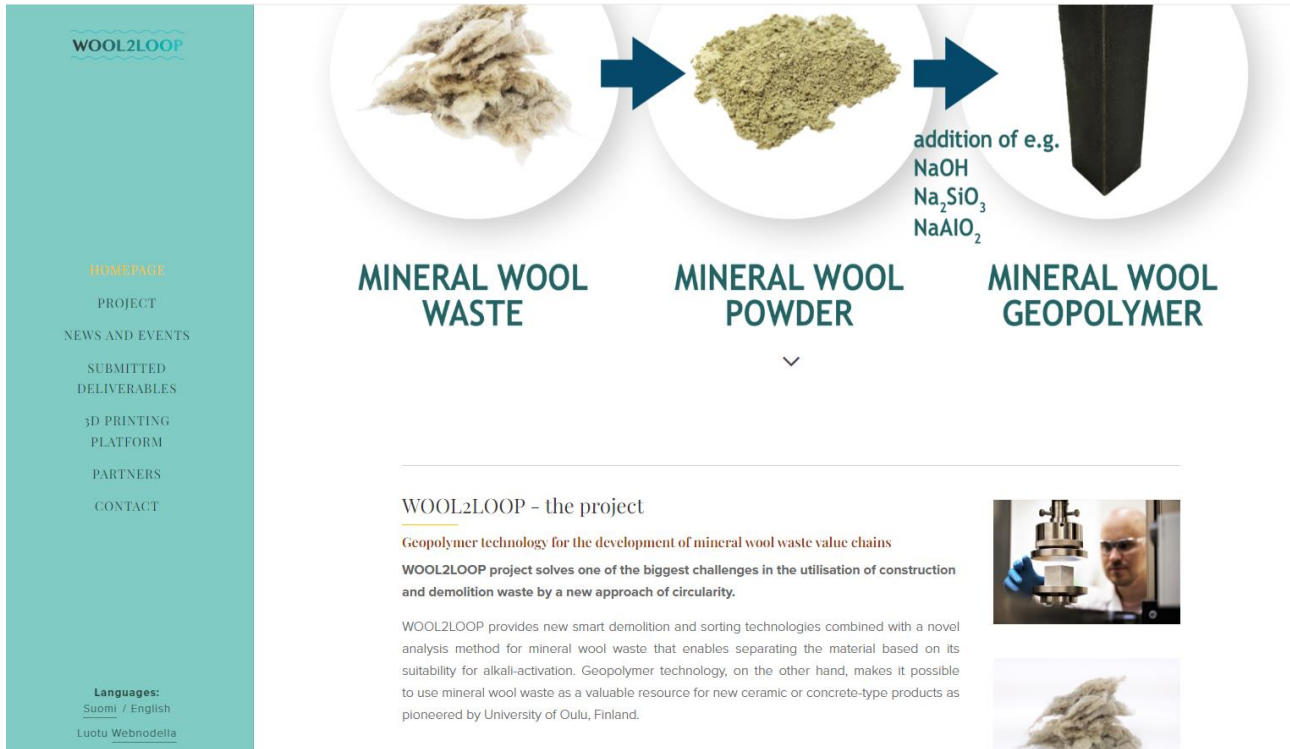 WOOL2LOOP
HOMEPAGE
PROJECT
NEWS AND EVENTS
SUBMITTED
DELIVERABLES
3D PRINTING
PLATFORM
PARTNERS
CONTACT
Languages:
Suomi / English
Luotu Webnodella
addition of e.g.
NaOH
Na₂SiO₃
NaAlO₂
MINERAL WOOL
WASTE
MINERAL WOOL
POWDER
MINERAL WOOL
GEOPOLYMER
WOOL2LOOP - the project
Geopolymer technology for the development of mineral wool waste value chains
WOOL2LOOP project solves one of the biggest challenges in the utilisation of construction
and demolition waste by a new approach of circularity.
WOOL2LOOP provides new smart demolition and sorting technologies combined with a novel
analysis method for mineral wool waste that enables separating the material based on its
suitability for alkali-activation. Geopolymer technology, on the other hand, makes it possible
to use mineral wool waste as a valuable resource for new ceramic or concrete-type products as
pioneered by University of Oulu, Finland.